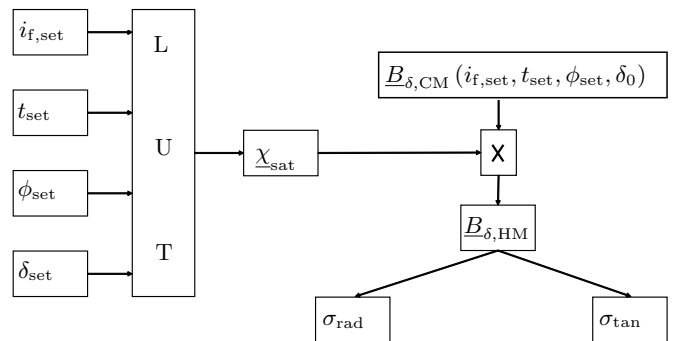 i_f,set
L
B_δ,CM (i_f,set, t_set, ϕ_set, δ_0)
t_set
U
χ_sat
X
ϕ_set
B_δ,HM
T
δ_set
σ_rad
σ_tan